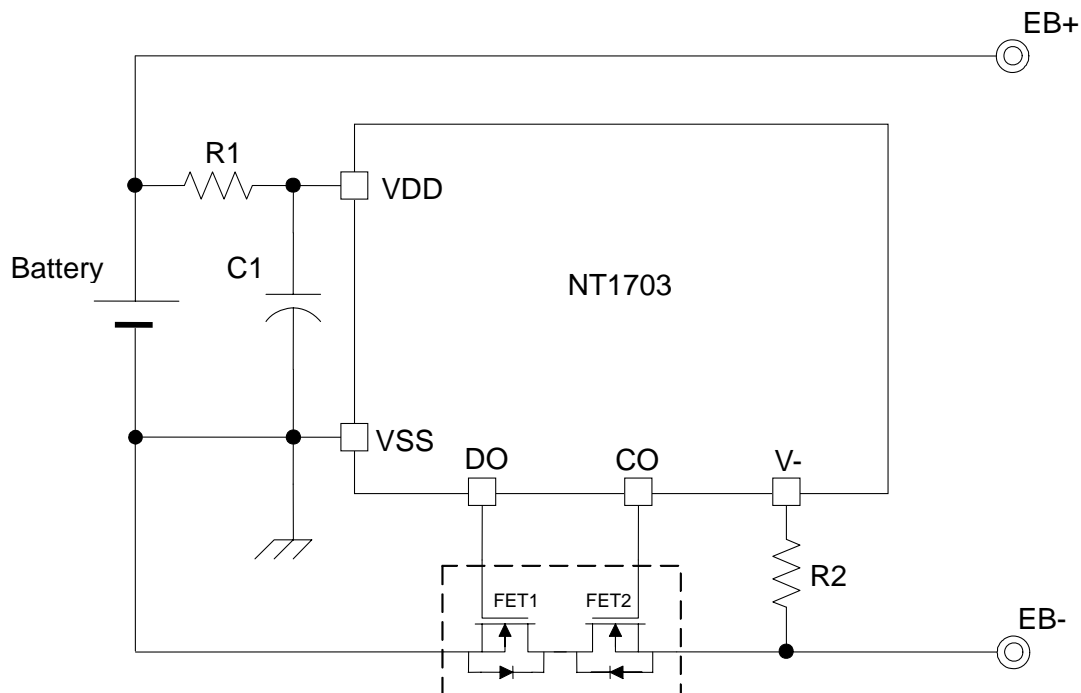 EB+
R1
VDD
Battery
C1
NT1703
VSS
DO
CO
V-
R2
FET1
FET2
EB-